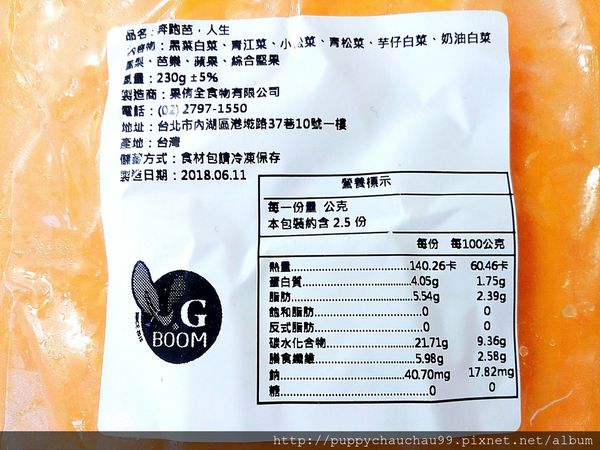 品名:奔跑芭,人生
內容物:黑葉白菜、青江菜、小松菜、青松菜、芋仔白菜、奶油白菜
鳳梨、芭樂、蘋果、綜合堅果
重量:230g ±5%
製造商:果侑全食物有限公司
電話:(02) 2797-1550
地址:台北市內湖區港墘路37巷10號一樓
產地:台灣
儲存方式:食材包請冷凍保存
製造日期:2018.06.11
營養標示
每一份量 公克
本包裝約含 2.5 份
每份 每100公克
熱量 140.26卡 60.46卡
蛋白質 4.05g 1.75g
脂肪 5.54g 2.39g
飽和脂肪 0 0
反式脂肪 0 0
碳水化合物 21.71g 9.36g
膳食纖維 5.98g 2.58g
鈉 40.70mg 17.82mg
糖 0 0
G
BOOM
http://puppychauchau99.pixnet.net/album